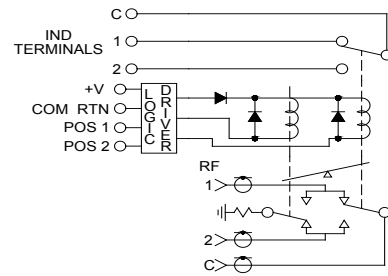 C
IND
TERMINALS
1
2
+V
COM RTN
POS 1
POS 2
LOGIC
DRIVER
RF
1
2
C